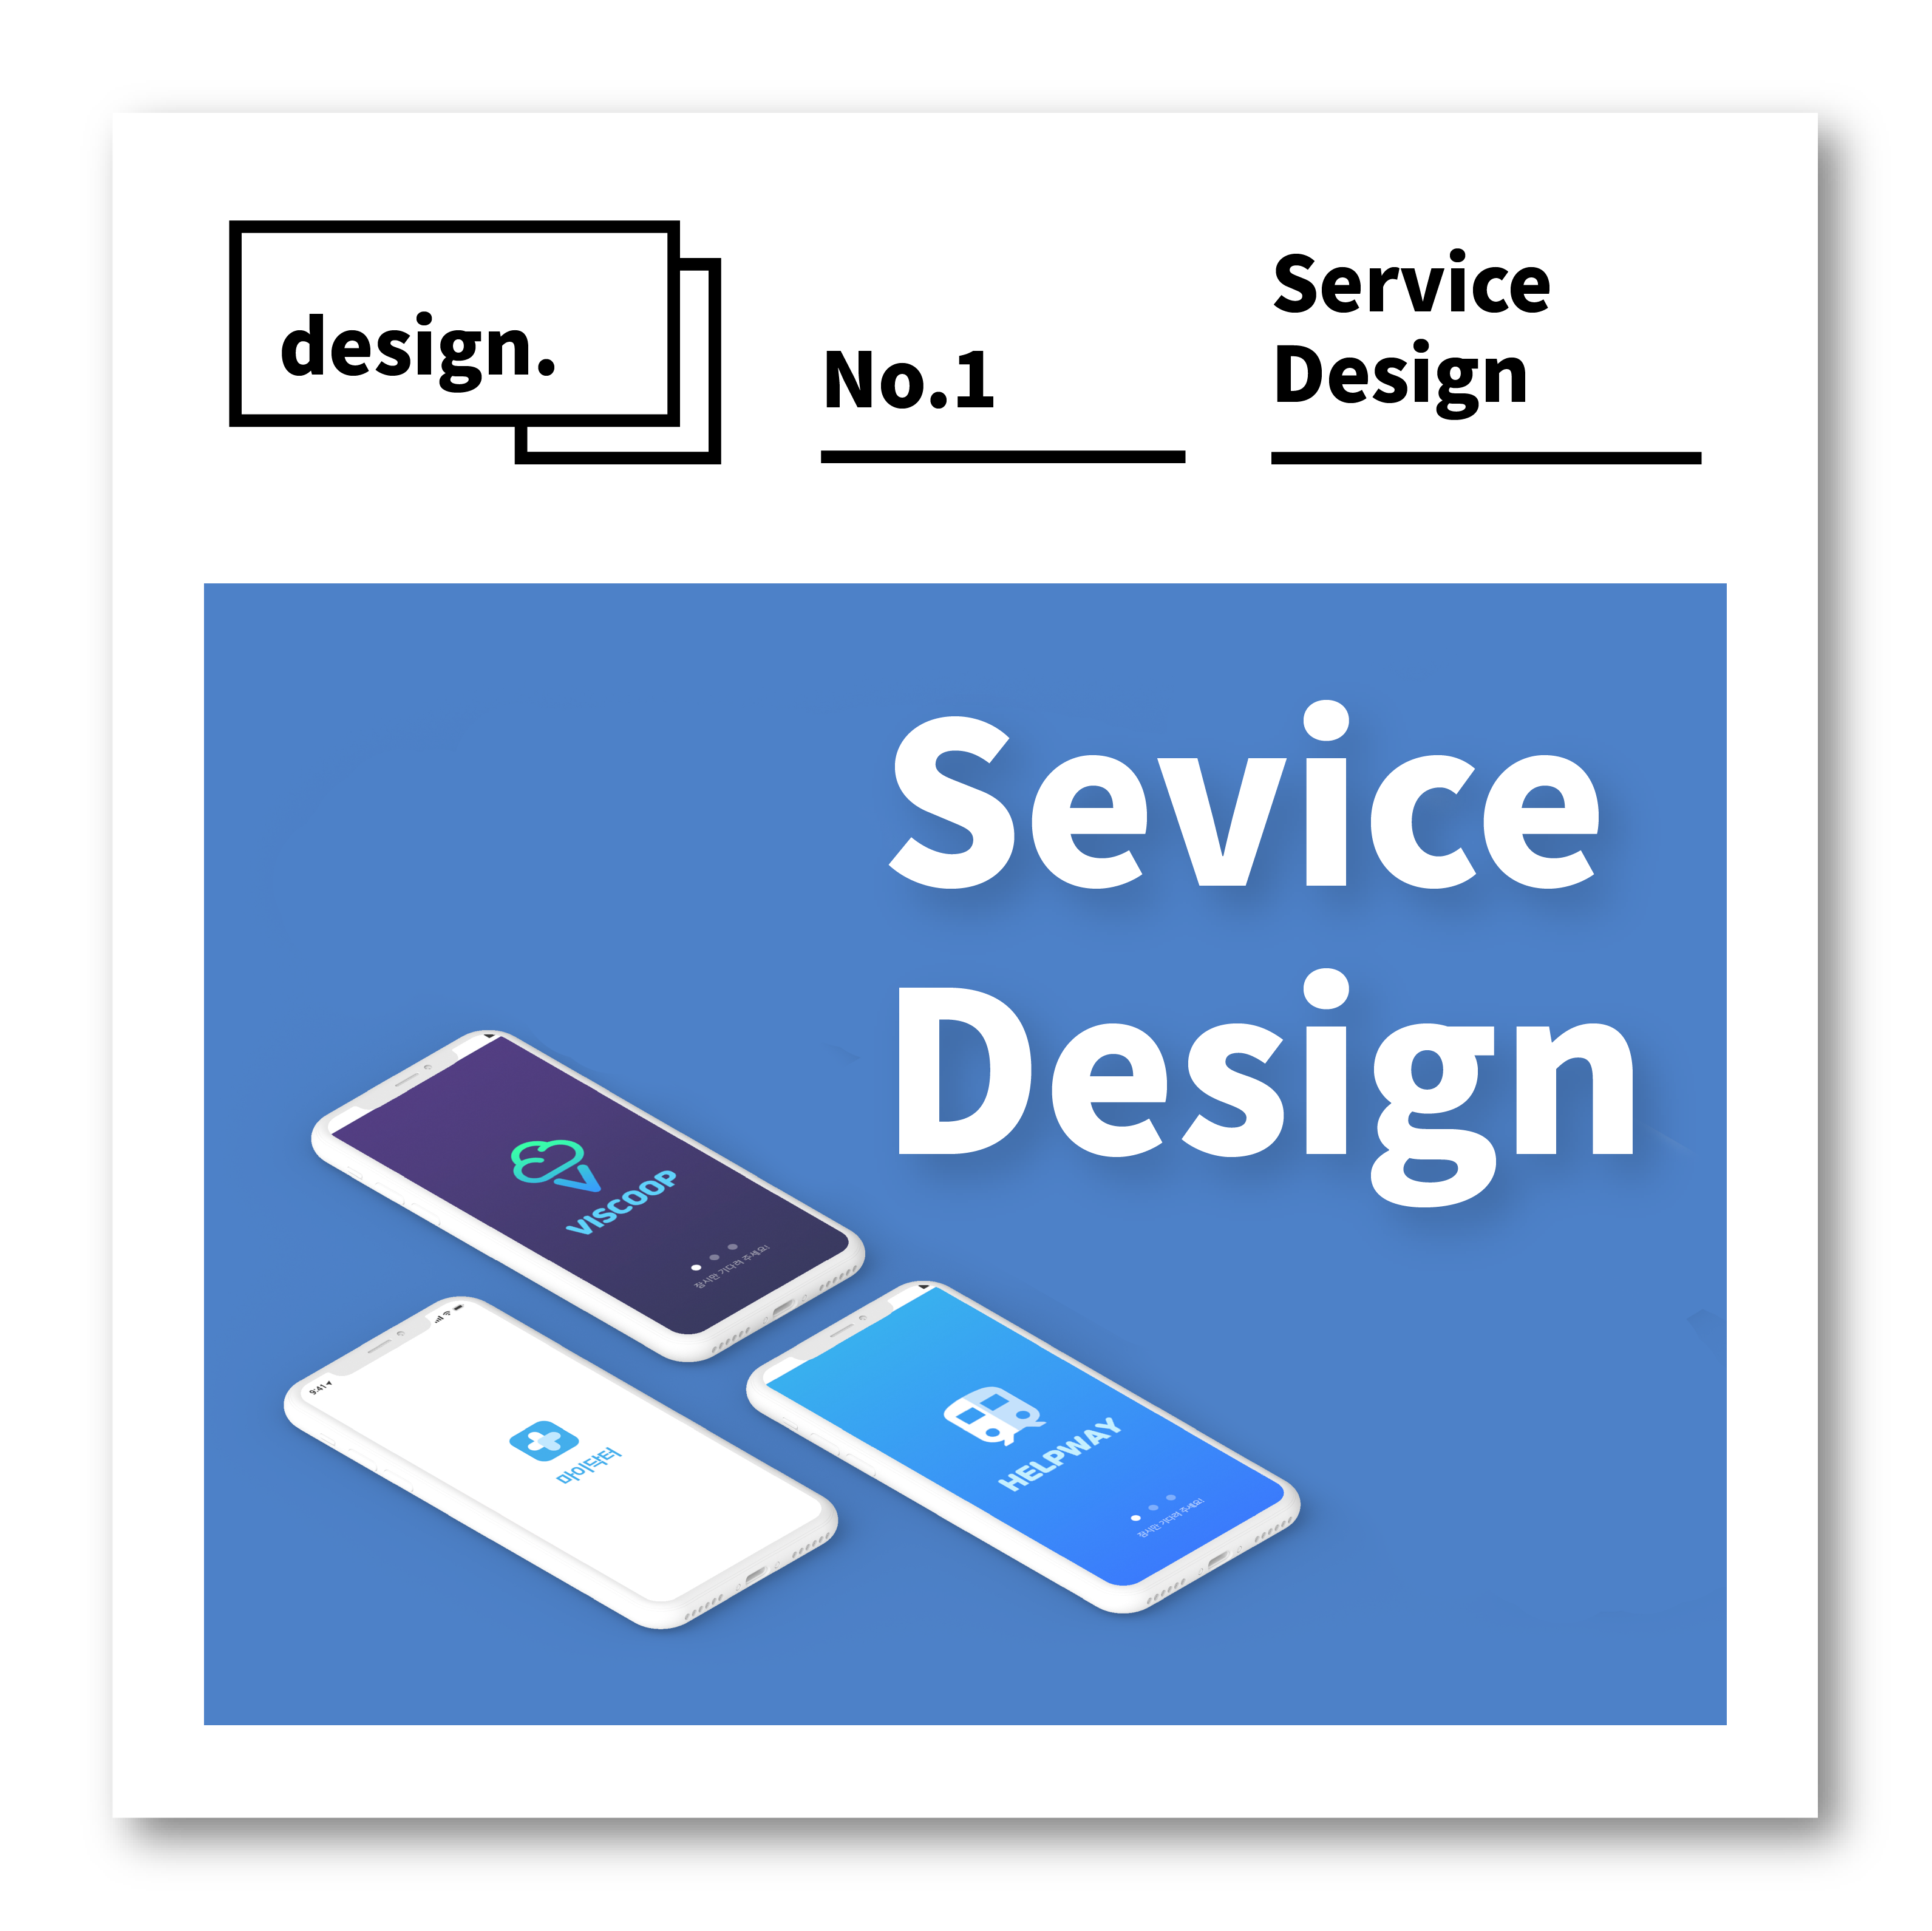 design.
No.1
Service
Design
Sevice
Design
VISCOOP
잠시만 기다려 주세요!
9:41
마이닥터
HELPWAY
잠시만 기다려 주세요!